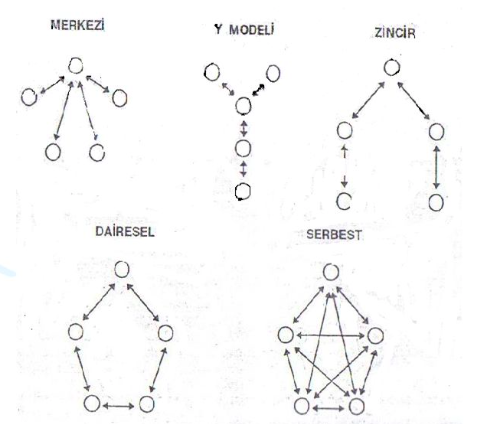 MERKEZİ
Y MODELİ
ZİNCİR
DAİRESEL
SERBEST